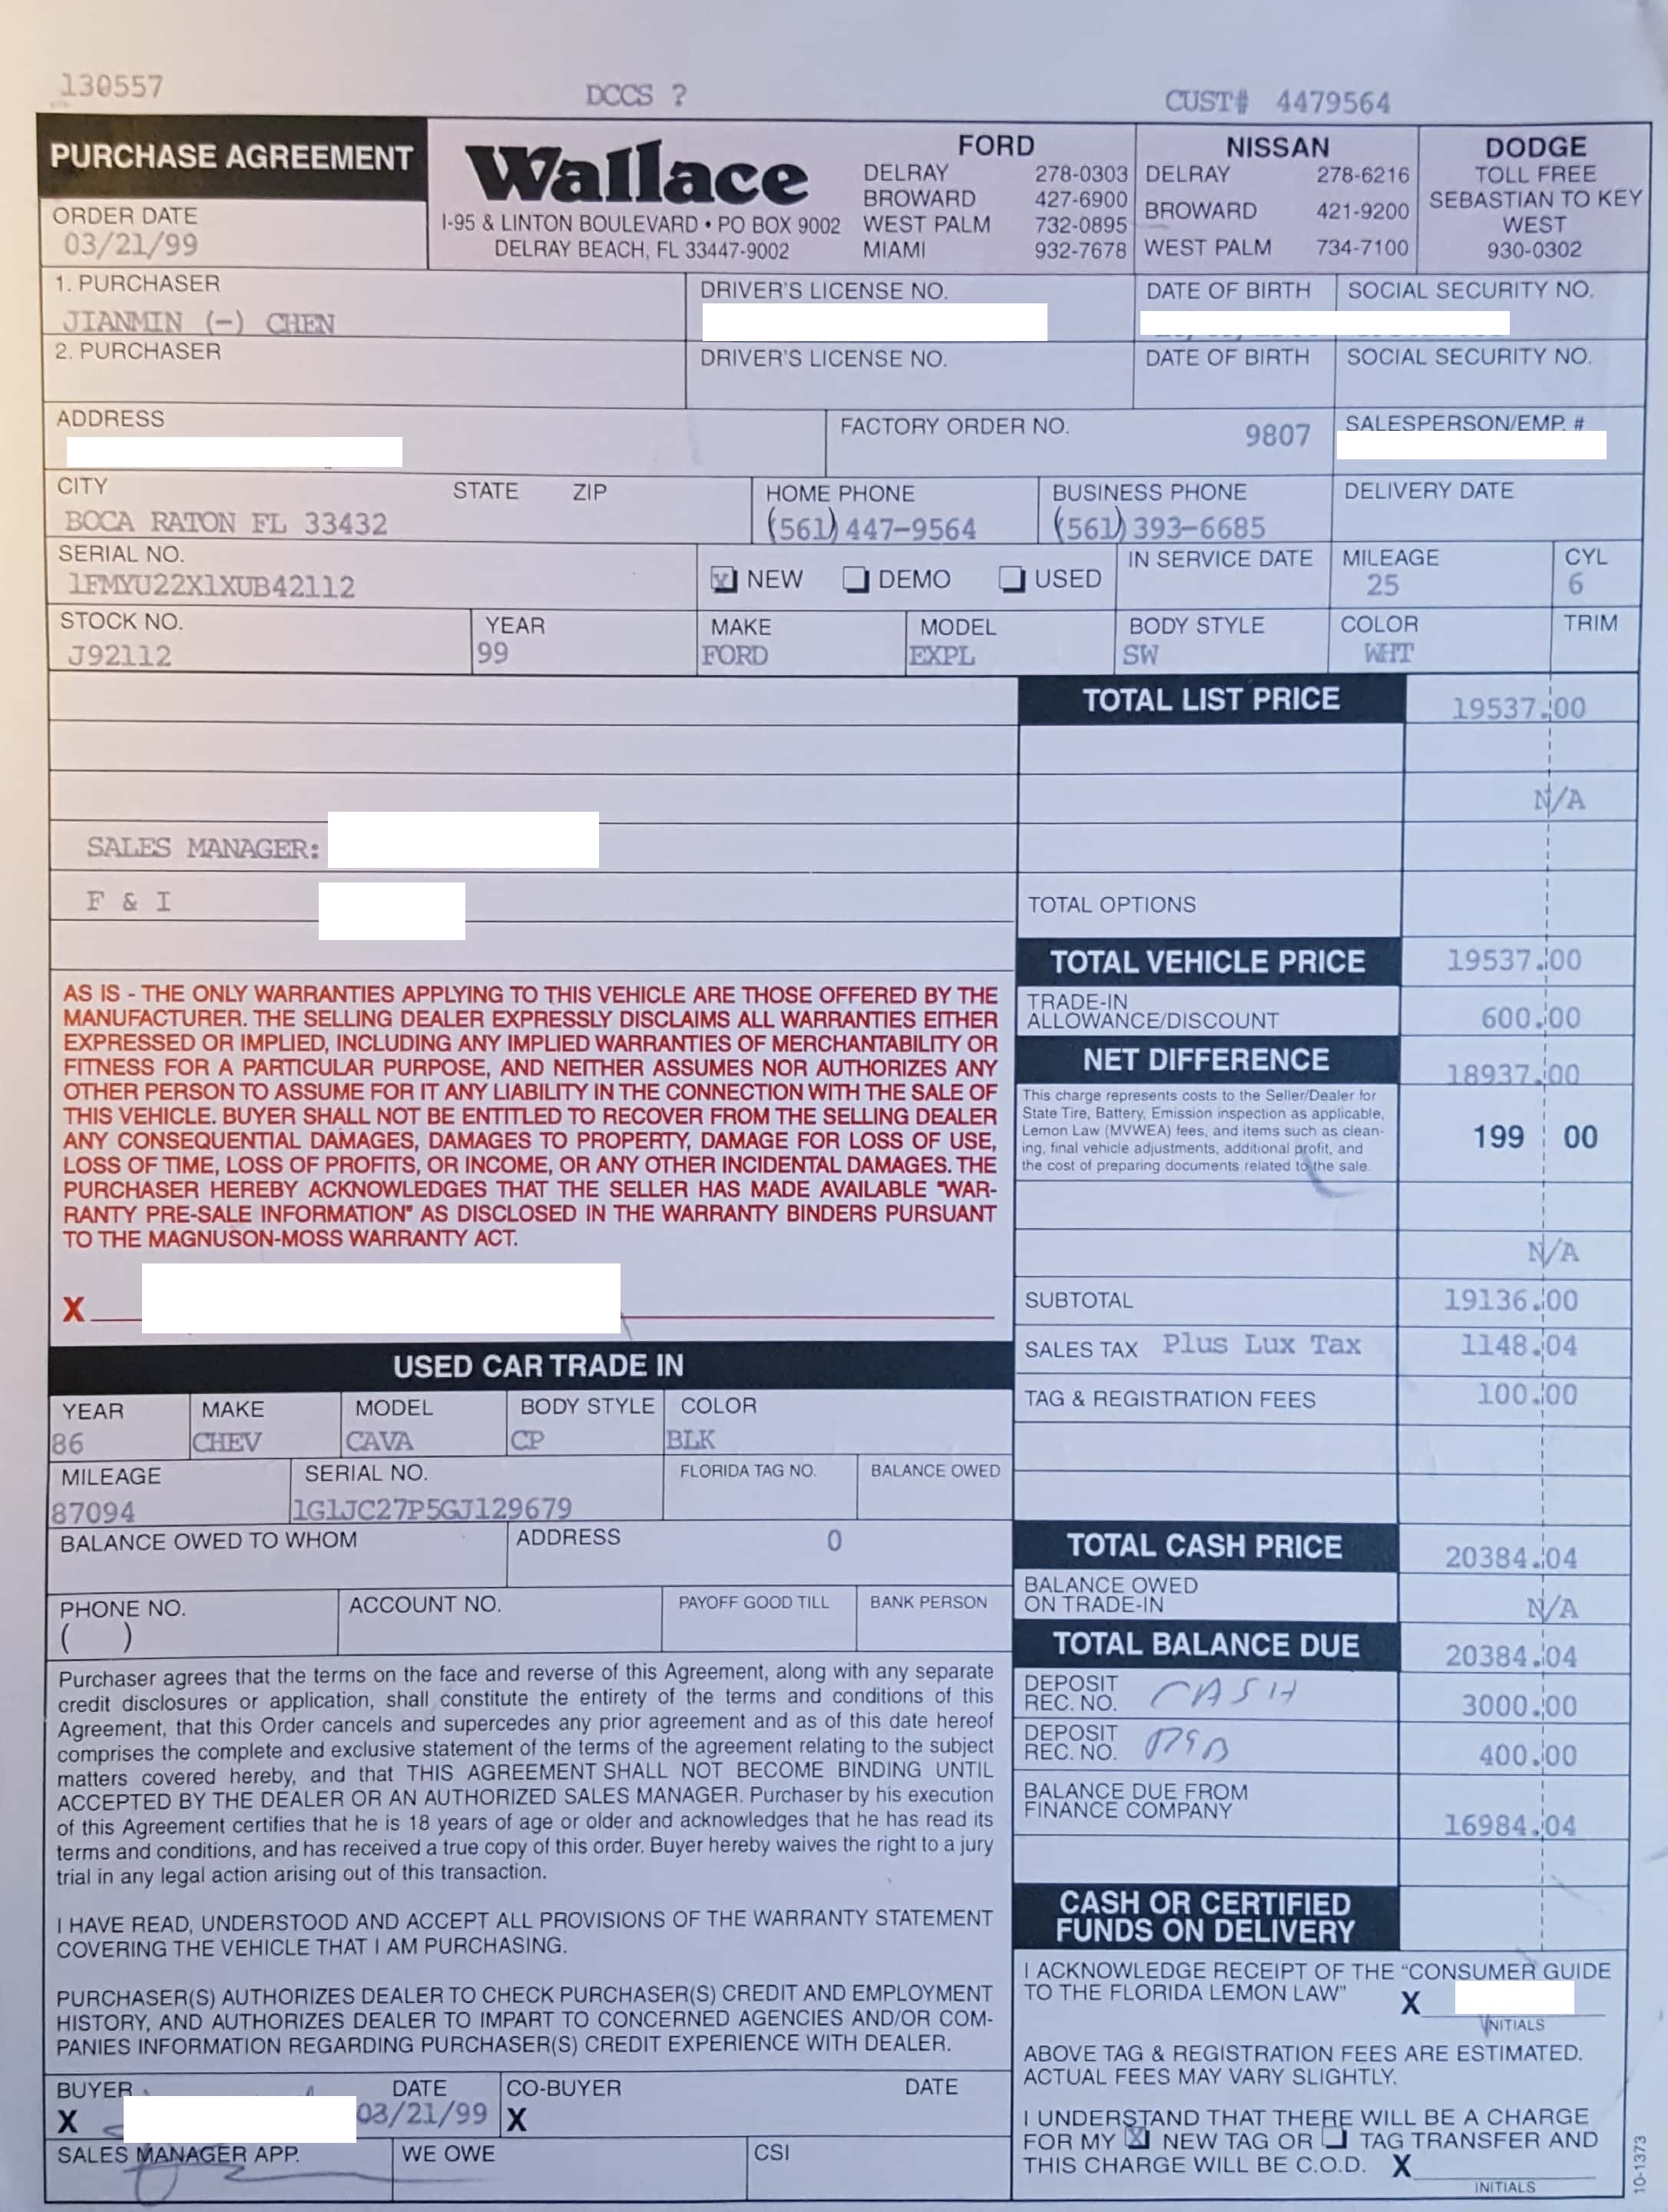 130557
DCCS ?
CUST# 4479564
PURCHASE AGREEMENT
ORDER DATE
03/21/99
Wallace
I-95 & LINTON BOULEVARD • PO BOX 9002
DELRAY BEACH, FL 33447-9002
FORD
DELRAY 278-0303
BROWARD 427-6900
WEST PALM 732-0895
MIAMI 932-7678
NISSAN
DELRAY 278-6216
BROWARD 421-9200
WEST PALM 734-7100
DODGE
TOLL FREE
SEBASTIAN TO KEY
WEST
930-0302
1. PURCHASER
JIANMIN (-) CHEN
DRIVER'S LICENSE NO.
DATE OF BIRTH
SOCIAL SECURITY NO.
2. PURCHASER
DRIVER'S LICENSE NO.
DATE OF BIRTH
SOCIAL SECURITY NO.
ADDRESS
FACTORY ORDER NO.
9807
SALESPERSON/EMP. #
CITY STATE ZIP
BOCA RATON FL 33432
HOME PHONE
(561) 447-9564
BUSINESS PHONE
(561) 393-6685
DELIVERY DATE
SERIAL NO.
1FMYU22X1XUB42112
X NEW DEMO USED
IN SERVICE DATE
MILEAGE
25
CYL
6
STOCK NO.
J92112
YEAR
99
MAKE
FORD
MODEL
EXPL
BODY STYLE
SW
COLOR
WHT
TRIM
TOTAL LIST PRICE 19537.00
N/A
SALES MANAGER:
F & I
TOTAL OPTIONS
TOTAL VEHICLE PRICE 19537.00
TRADE-IN
ALLOWANCE/DISCOUNT 600.00
NET DIFFERENCE 18937.00
This charge represents costs to the Seller/Dealer for
State Tire, Battery, Emission inspection as applicable,
Lemon Law (MVWEA) fees, and items such as clean-
ing, final vehicle adjustments, additional profit, and
the cost of preparing documents related to the sale.
199 00
N/A
SUBTOTAL 19136.00
SALES TAX Plus Lux Tax 1148.04
TAG & REGISTRATION FEES 100.00
TOTAL CASH PRICE 20384.04
BALANCE OWED
ON TRADE-IN N/A
TOTAL BALANCE DUE 20384.04
DEPOSIT
REC. NO. CASH 3000.00
DEPOSIT
REC. NO. 400.00
BALANCE DUE FROM
FINANCE COMPANY 16984.04
CASH OR CERTIFIED
FUNDS ON DELIVERY
I ACKNOWLEDGE RECEIPT OF THE "CONSUMER GUIDE
TO THE FLORIDA LEMON LAW" X
INITIALS
ABOVE TAG & REGISTRATION FEES ARE ESTIMATED.
ACTUAL FEES MAY VARY SLIGHTLY.
I UNDERSTAND THAT THERE WILL BE A CHARGE
FOR MY X NEW TAG OR TAG TRANSFER AND
THIS CHARGE WILL BE C.O.D. X
INITIALS
AS IS - THE ONLY WARRANTIES APPLYING TO THIS VEHICLE ARE THOSE OFFERED BY THE
MANUFACTURER. THE SELLING DEALER EXPRESSLY DISCLAIMS ALL WARRANTIES EITHER
EXPRESSED OR IMPLIED, INCLUDING ANY IMPLIED WARRANTIES OF MERCHANTABILITY OR
FITNESS FOR A PARTICULAR PURPOSE, AND NEITHER ASSUMES NOR AUTHORIZES ANY
OTHER PERSON TO ASSUME FOR IT ANY LIABILITY IN THE CONNECTION WITH THE SALE OF
THIS VEHICLE. BUYER SHALL NOT BE ENTITLED TO RECOVER FROM THE SELLING DEALER
ANY CONSEQUENTIAL DAMAGES, DAMAGES TO PROPERTY, DAMAGE FOR LOSS OF USE,
LOSS OF TIME, LOSS OF PROFITS, OR INCOME, OR ANY OTHER INCIDENTAL DAMAGES. THE
PURCHASER HEREBY ACKNOWLEDGES THAT THE SELLER HAS MADE AVAILABLE "WAR-
RANTY PRE-SALE INFORMATION" AS DISCLOSED IN THE WARRANTY BINDERS PURSUANT
TO THE MAGNUSON-MOSS WARRANTY ACT.
X
USED CAR TRADE IN
YEAR
86
MAKE
CHEV
MODEL
CAVA
BODY STYLE
CP
COLOR
BLK
MILEAGE
87094
SERIAL NO.
1G1JC27P5GJ129679
FLORIDA TAG NO.
BALANCE OWED
BALANCE OWED TO WHOM
ADDRESS
0
PHONE NO.
( )
ACCOUNT NO.
PAYOFF GOOD TILL
BANK PERSON
Purchaser agrees that the terms on the face and reverse of this Agreement, along with any separate
credit disclosures or application, shall constitute the entirety of the terms and conditions of this
Agreement, that this Order cancels and supercedes any prior agreement and as of this date hereof
comprises the complete and exclusive statement of the terms of the agreement relating to the subject
matters covered hereby, and that THIS AGREEMENT SHALL NOT BECOME BINDING UNTIL
ACCEPTED BY THE DEALER OR AN AUTHORIZED SALES MANAGER. Purchaser by his execution
of this Agreement certifies that he is 18 years of age or older and acknowledges that he has read its
terms and conditions, and has received a true copy of this order. Buyer hereby waives the right to a jury
trial in any legal action arising out of this transaction.
I HAVE READ, UNDERSTOOD AND ACCEPT ALL PROVISIONS OF THE WARRANTY STATEMENT
COVERING THE VEHICLE THAT I AM PURCHASING.
PURCHASER(S) AUTHORIZES DEALER TO CHECK PURCHASER(S) CREDIT AND EMPLOYMENT
HISTORY, AND AUTHORIZES DEALER TO IMPART TO CONCERNED AGENCIES AND/OR COM-
PANIES INFORMATION REGARDING PURCHASER(S) CREDIT EXPERIENCE WITH DEALER.
BUYER
X
DATE
03/21/99
CO-BUYER
X
DATE
SALES MANAGER APP.
WE OWE
CSI
10-1373